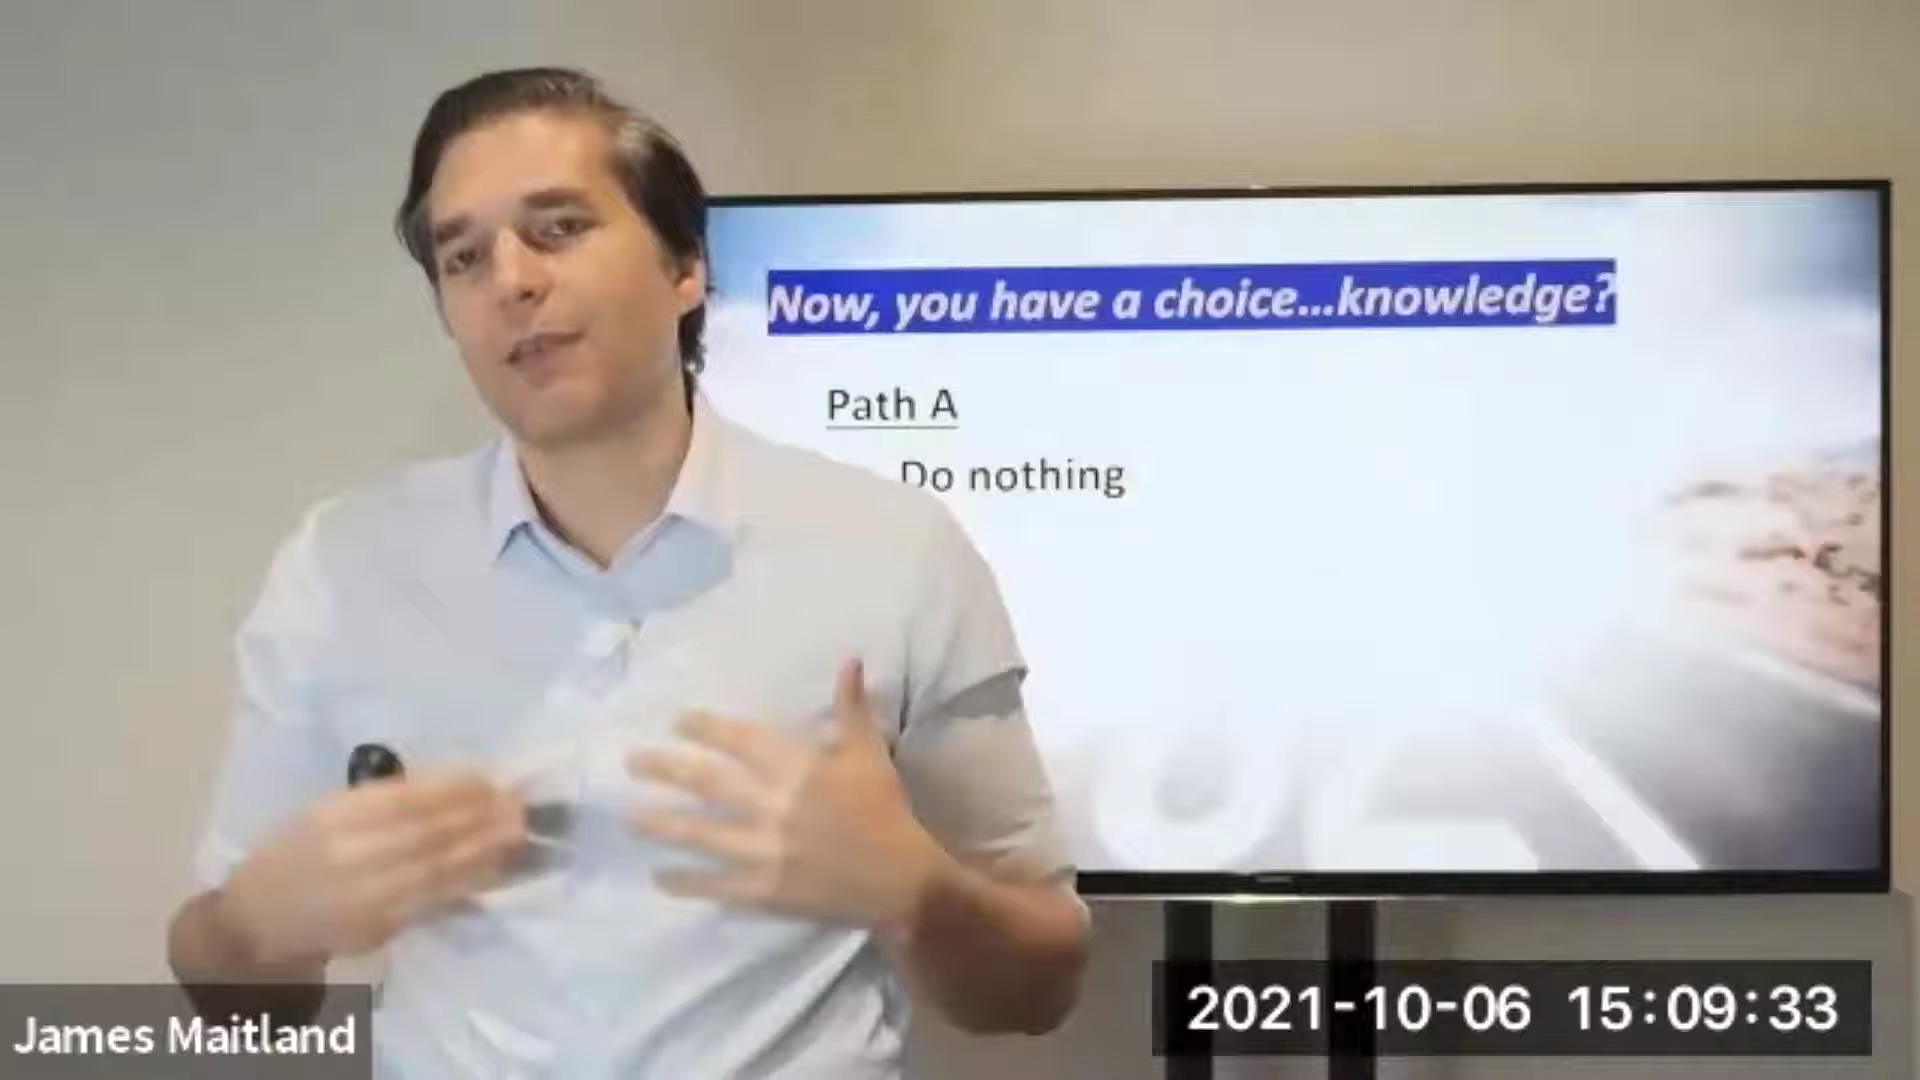 Now, you have a choice...knowledge?
Path A
Do nothing
James Maitland
2021-10-06 15:09:33